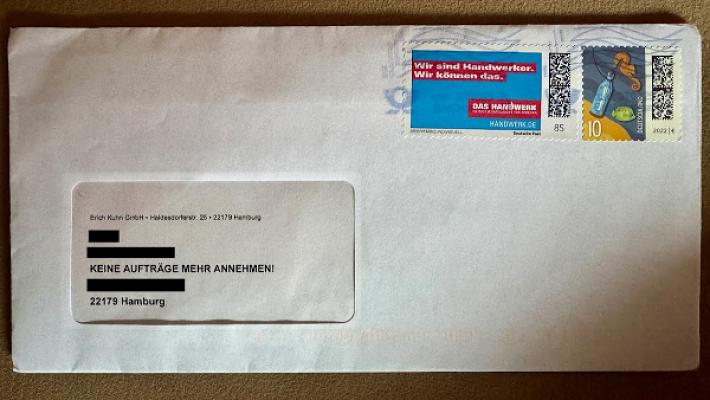 Wir sind Handwerker.
Wir können das.
DAS HANDWERK
HANDWERK.DE
Deutsche Post
85
10
2022 | €
Erich Kuhn GmbH • Haldesdorferstr. 25 • 22179 Hamburg
KEINE AUFTRÄGE MEHR ANNEHMEN!
22179 Hamburg